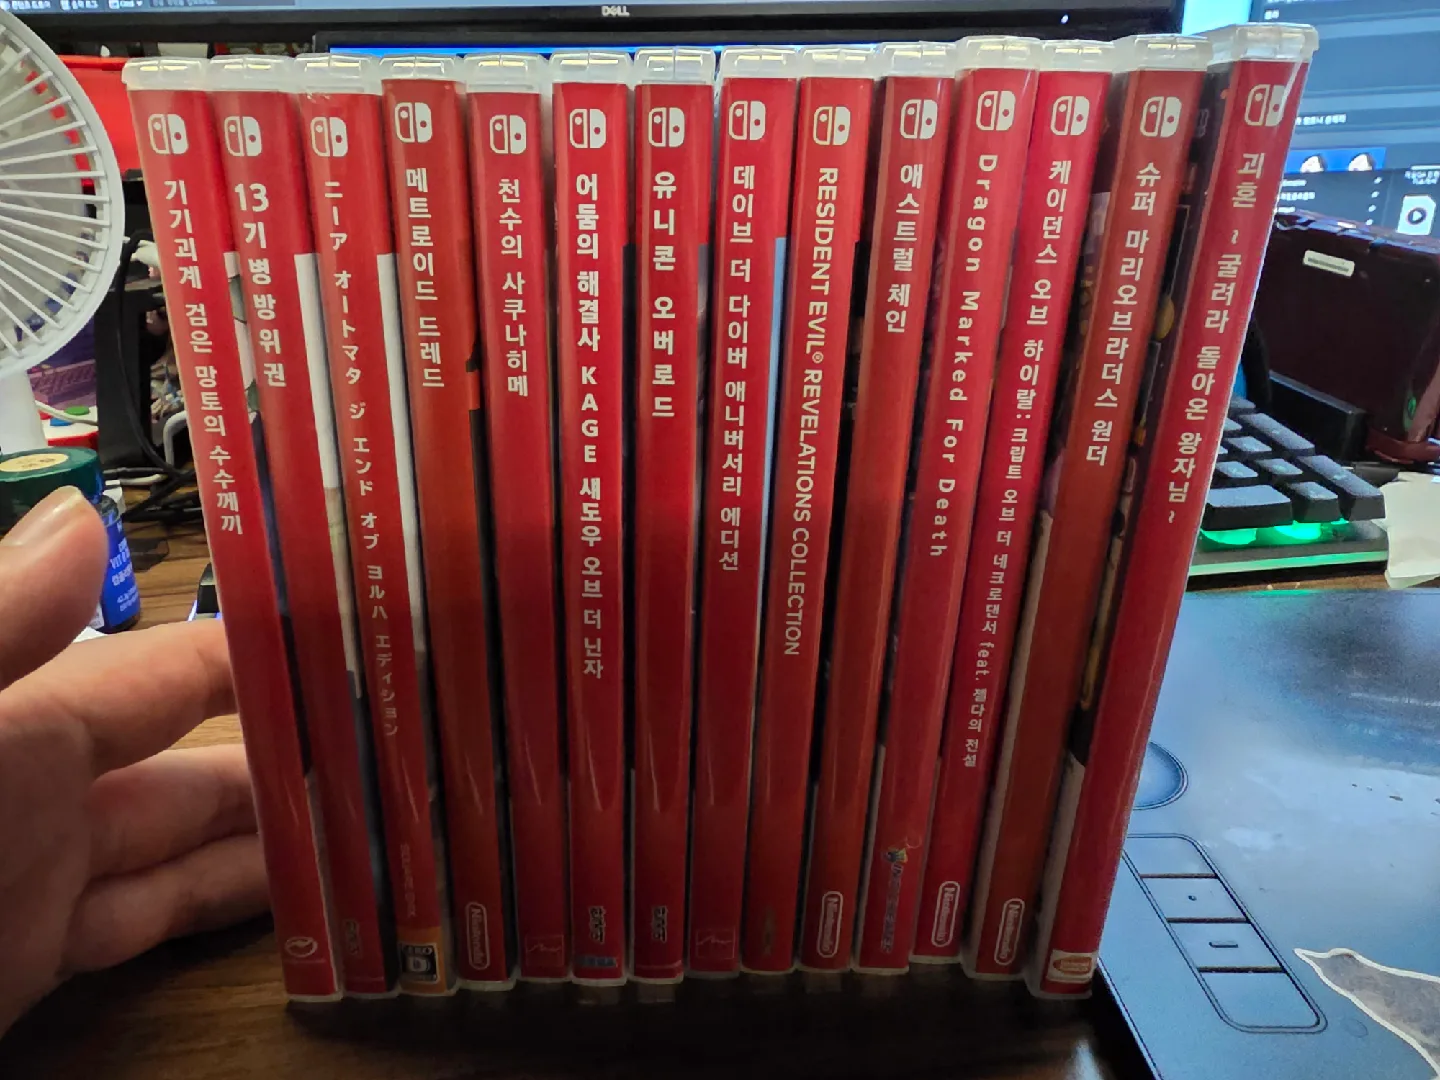 DELL
기기괴계 검은 망토의 수수께끼
13기병방위권
ニーア オートマタ ジ エンド オブ ヨルハ エディション
메트로이드 드레드
Nintendo
천수의 사쿠나히메
어둠의 해결사 KAGE 섀도우 오브 더 닌자
SEGA
유니콘 오버로드
데이브 더 다이버 애니버서리 에디션
RESIDENT EVIL® REVELATIONS COLLECTION
애스트럴 체인
Nintendo
Dragon Marked For Death
케이던스 오브 하이랄: 크립트 오브 더 네크로댄서 feat. 젤다의 전설
Nintendo
슈퍼 마리오브라더스 원더
Nintendo
괴혼 ~굴려라 돌아온 왕자님~